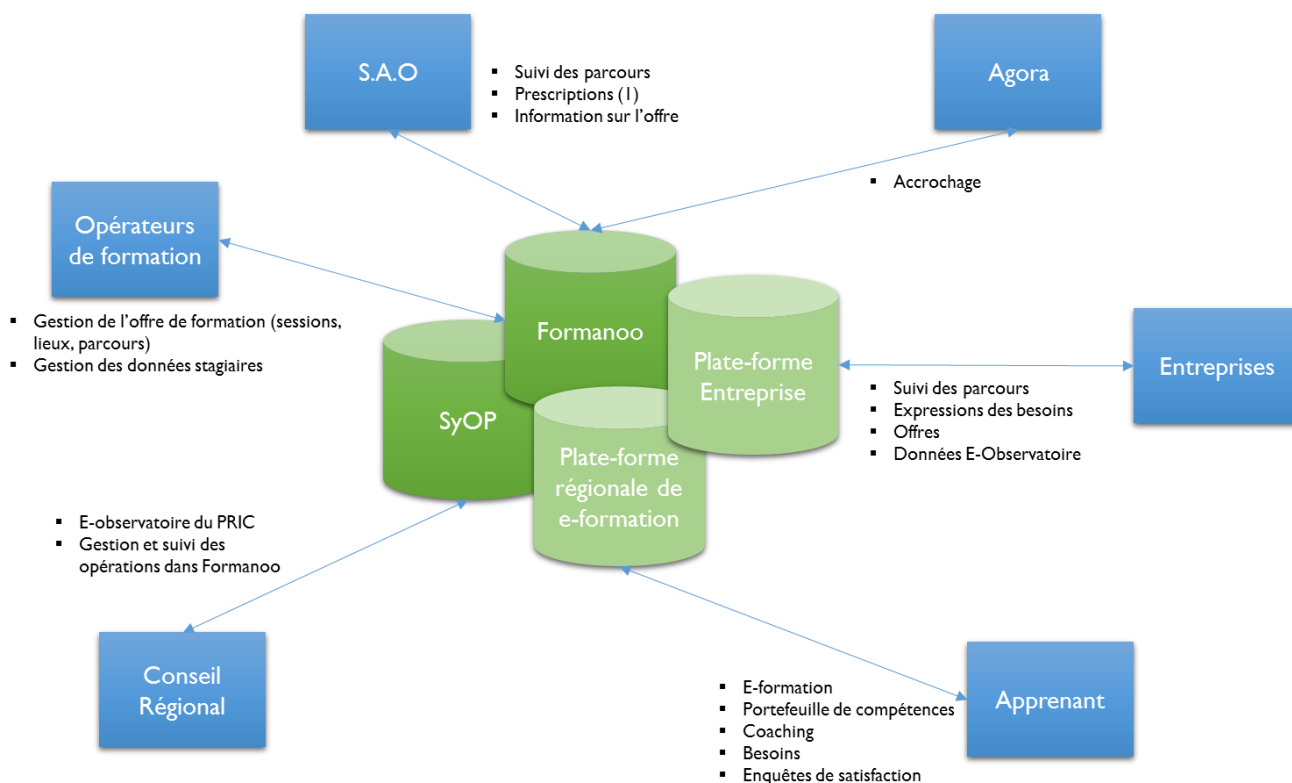 S.A.O
▪ Suivi des parcours
▪ Prescriptions (1)
▪ Information sur l'offre
Agora
▪ Accrochage
Opérateurs
de formation
▪ Gestion de l'offre de formation (sessions,
lieux, parcours)
▪ Gestion des données stagiaires
Formanoo
Plate-forme
Entreprise
SyOP
Plate-forme
régionale de
e-formation
Entreprises
▪ Suivi des parcours
▪ Expressions des besoins
▪ Offres
▪ Données E-Observatoire
▪ E-observatoire du PRIC
▪ Gestion et suivi des
opérations dans Formanoo
Conseil
Régional
▪ E-formation
▪ Portefeuille de compétences
▪ Coaching
▪ Besoins
▪ Enquêtes de satisfaction
Apprenant